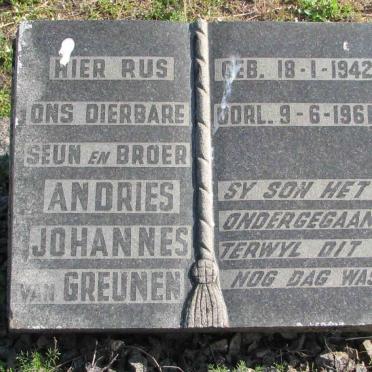 HIER RUS
ONS DIERBARE
SEUN EN BROER
ANDRIES
JOHANNES
VAN GREUNEN
GEB. 18-1-1942
OORL. 9-6-1961
SY SON HET
ONDERGEGAAN
TERWYL DIT
NOG DAG WAS